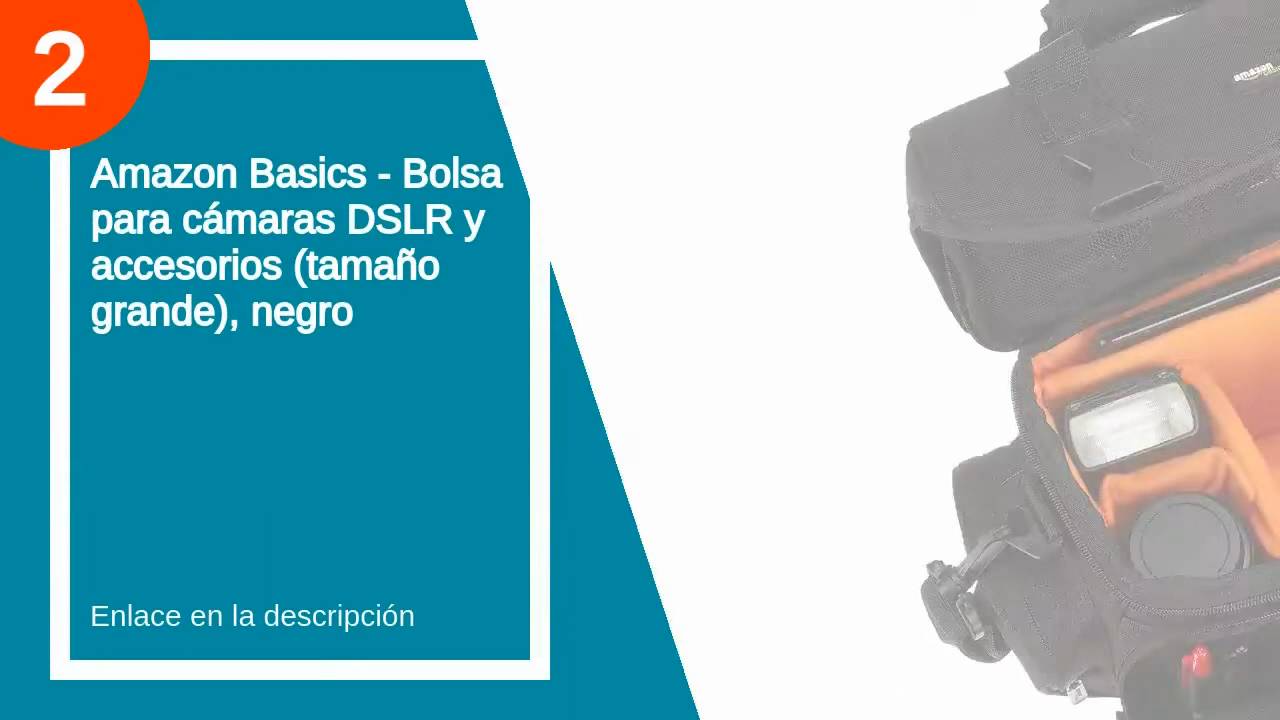 2
Amazon Basics - Bolsa
para cámaras DSLR y
accesorios (tamaño
grande), negro
Enlace en la descripción
amazon